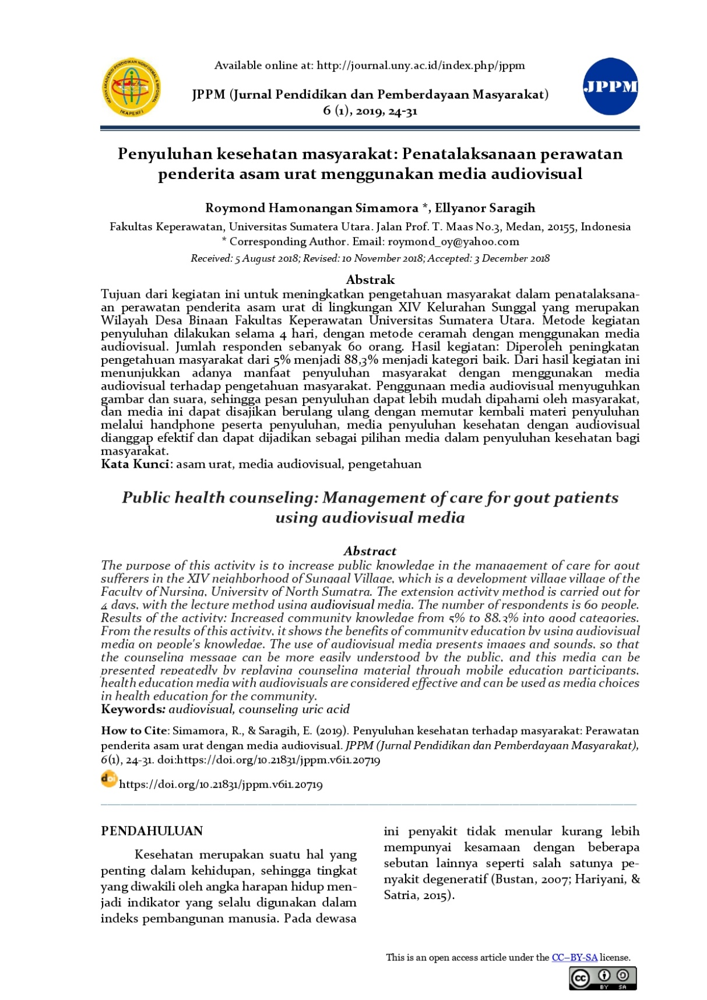 IKATAN AKADEMISI PENDIDIKAN NONFORMAL & INFORMAL
IKAPENFI
Available online at: http://journal.uny.ac.id/index.php/jppm
JPPM (Jurnal Pendidikan dan Pemberdayaan Masyarakat)
6 (1), 2019, 24-31
JPPM
Penyuluhan kesehatan masyarakat: Penatalaksanaan perawatan
penderita asam urat menggunakan media audiovisual
Roymond Hamonangan Simamora *, Ellyanor Saragih
Fakultas Keperawatan, Universitas Sumatera Utara. Jalan Prof. T. Maas No.3, Medan, 20155, Indonesia
* Corresponding Author. Email: roymond_oy@yahoo.com
Received: 5 August 2018; Revised: 10 November 2018; Accepted: 3 December 2018
Abstrak
Tujuan dari kegiatan ini untuk meningkatkan pengetahuan masyarakat dalam penatalaksana-
an perawatan penderita asam urat di lingkungan XIV Kelurahan Sunggal yang merupakan
Wilayah Desa Binaan Fakultas Keperawatan Universitas Sumatera Utara. Metode kegiatan
penyuluhan dilakukan selama 4 hari, dengan metode ceramah dengan menggunakan media
audiovisual. Jumlah responden sebanyak 60 orang. Hasil kegiatan: Diperoleh peningkatan
pengetahuan masyarakat dari 5% menjadi 88,3% menjadi kategori baik. Dari hasil kegiatan ini
menunjukkan adanya manfaat penyuluhan masyarakat dengan menggunakan media
audiovisual terhadap pengetahuan masyarakat. Penggunaan media audiovisual menyuguhkan
gambar dan suara, sehingga pesan penyuluhan dapat lebih mudah dipahami oleh masyarakat,
dan media ini dapat disajikan berulang ulang dengan memutar kembali materi penyuluhan
melalui handphone peserta penyuluhan, media penyuluhan kesehatan dengan audiovisual
dianggap efektif dan dapat dijadikan sebagai pilihan media dalam penyuluhan kesehatan bagi
masyarakat.
Kata Kunci: asam urat, media audiovisual, pengetahuan
Public health counseling: Management of care for gout patients
using audiovisual media
Abstract
The purpose of this activity is to increase public knowledge in the management of care for gout
sufferers in the XIV neighborhood of Sunggal Village, which is a development village village of the
Faculty of Nursing, University of North Sumatra. The extension activity method is carried out for
4 days, with the lecture method using audiovisual media. The number of respondents is 60 people.
Results of the activity: Increased community knowledge from 5% to 88.3% into good categories.
From the results of this activity, it shows the benefits of community education by using audiovisual
media on people's knowledge. The use of audiovisual media presents images and sounds, so that
the counseling message can be more easily understood by the public, and this media can be
presented repeatedly by replaying counseling material through mobile education participants,
health education media with audiovisuals are considered effective and can be used as media choices
in health education for the community.
Keywords: audiovisual, counseling uric acid
How to Cite: Simamora, R., & Saragih, E. (2019). Penyuluhan kesehatan terhadap masyarakat: Perawatan
penderita asam urat dengan media audiovisual. JPPM (Jurnal Pendidikan dan Pemberdayaan Masyarakat),
6(1), 24-31. doi:https://doi.org/10.21831/jppm.v6i1.20719
doi https://doi.org/10.21831/jppm.v6i1.20719
PENDAHULUAN
Kesehatan merupakan suatu hal yang
penting dalam kehidupan, sehingga tingkat
yang diwakili oleh angka harapan hidup men-
jadi indikator yang selalu digunakan dalam
indeks pembangunan manusia. Pada dewasa
ini penyakit tidak menular kurang lebih
mempunyai kesamaan dengan beberapa
sebutan lainnya seperti salah satunya pe-
nyakit degeneratif (Bustan, 2007; Hariyani, &
Satria, 2015).
This is an open access article under the CC–BY-SA license.
cc BY SA